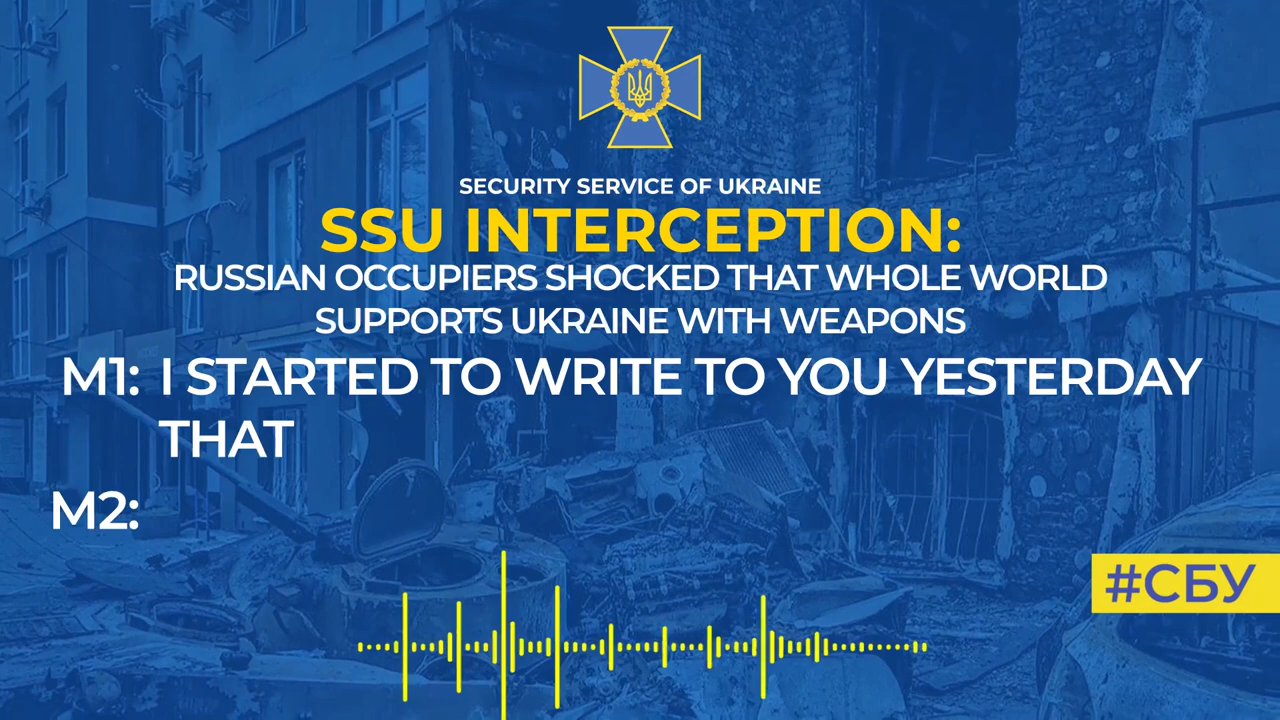 SECURITY SERVICE OF UKRAINE
SSU INTERCEPTION:
RUSSIAN OCCUPIERS SHOCKED THAT WHOLE WORLD
SUPPORTS UKRAINE WITH WEAPONS
M1: I STARTED TO WRITE TO YOU YESTERDAY
THAT
M2:
#СБУ